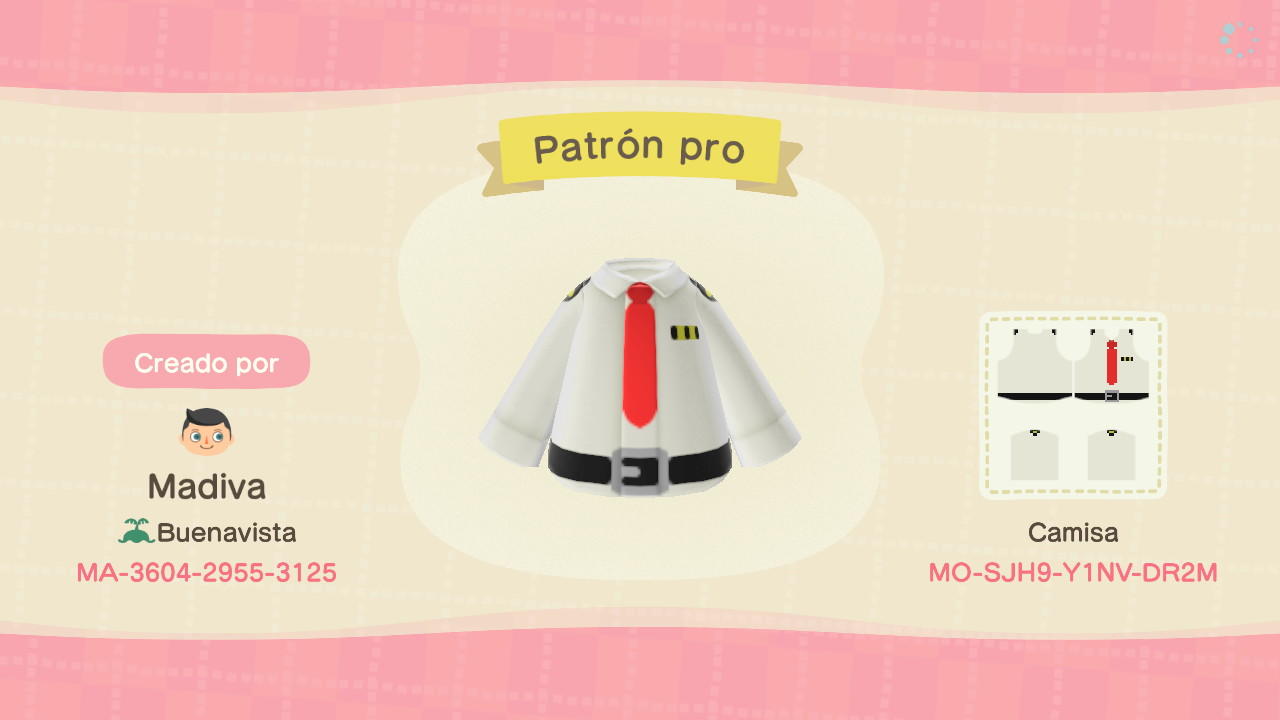 Patrón pro
Creado por
Madiva
Buenavista
MA-3604-2955-3125
Camisa
MO-SJH9-Y1NV-DR2M